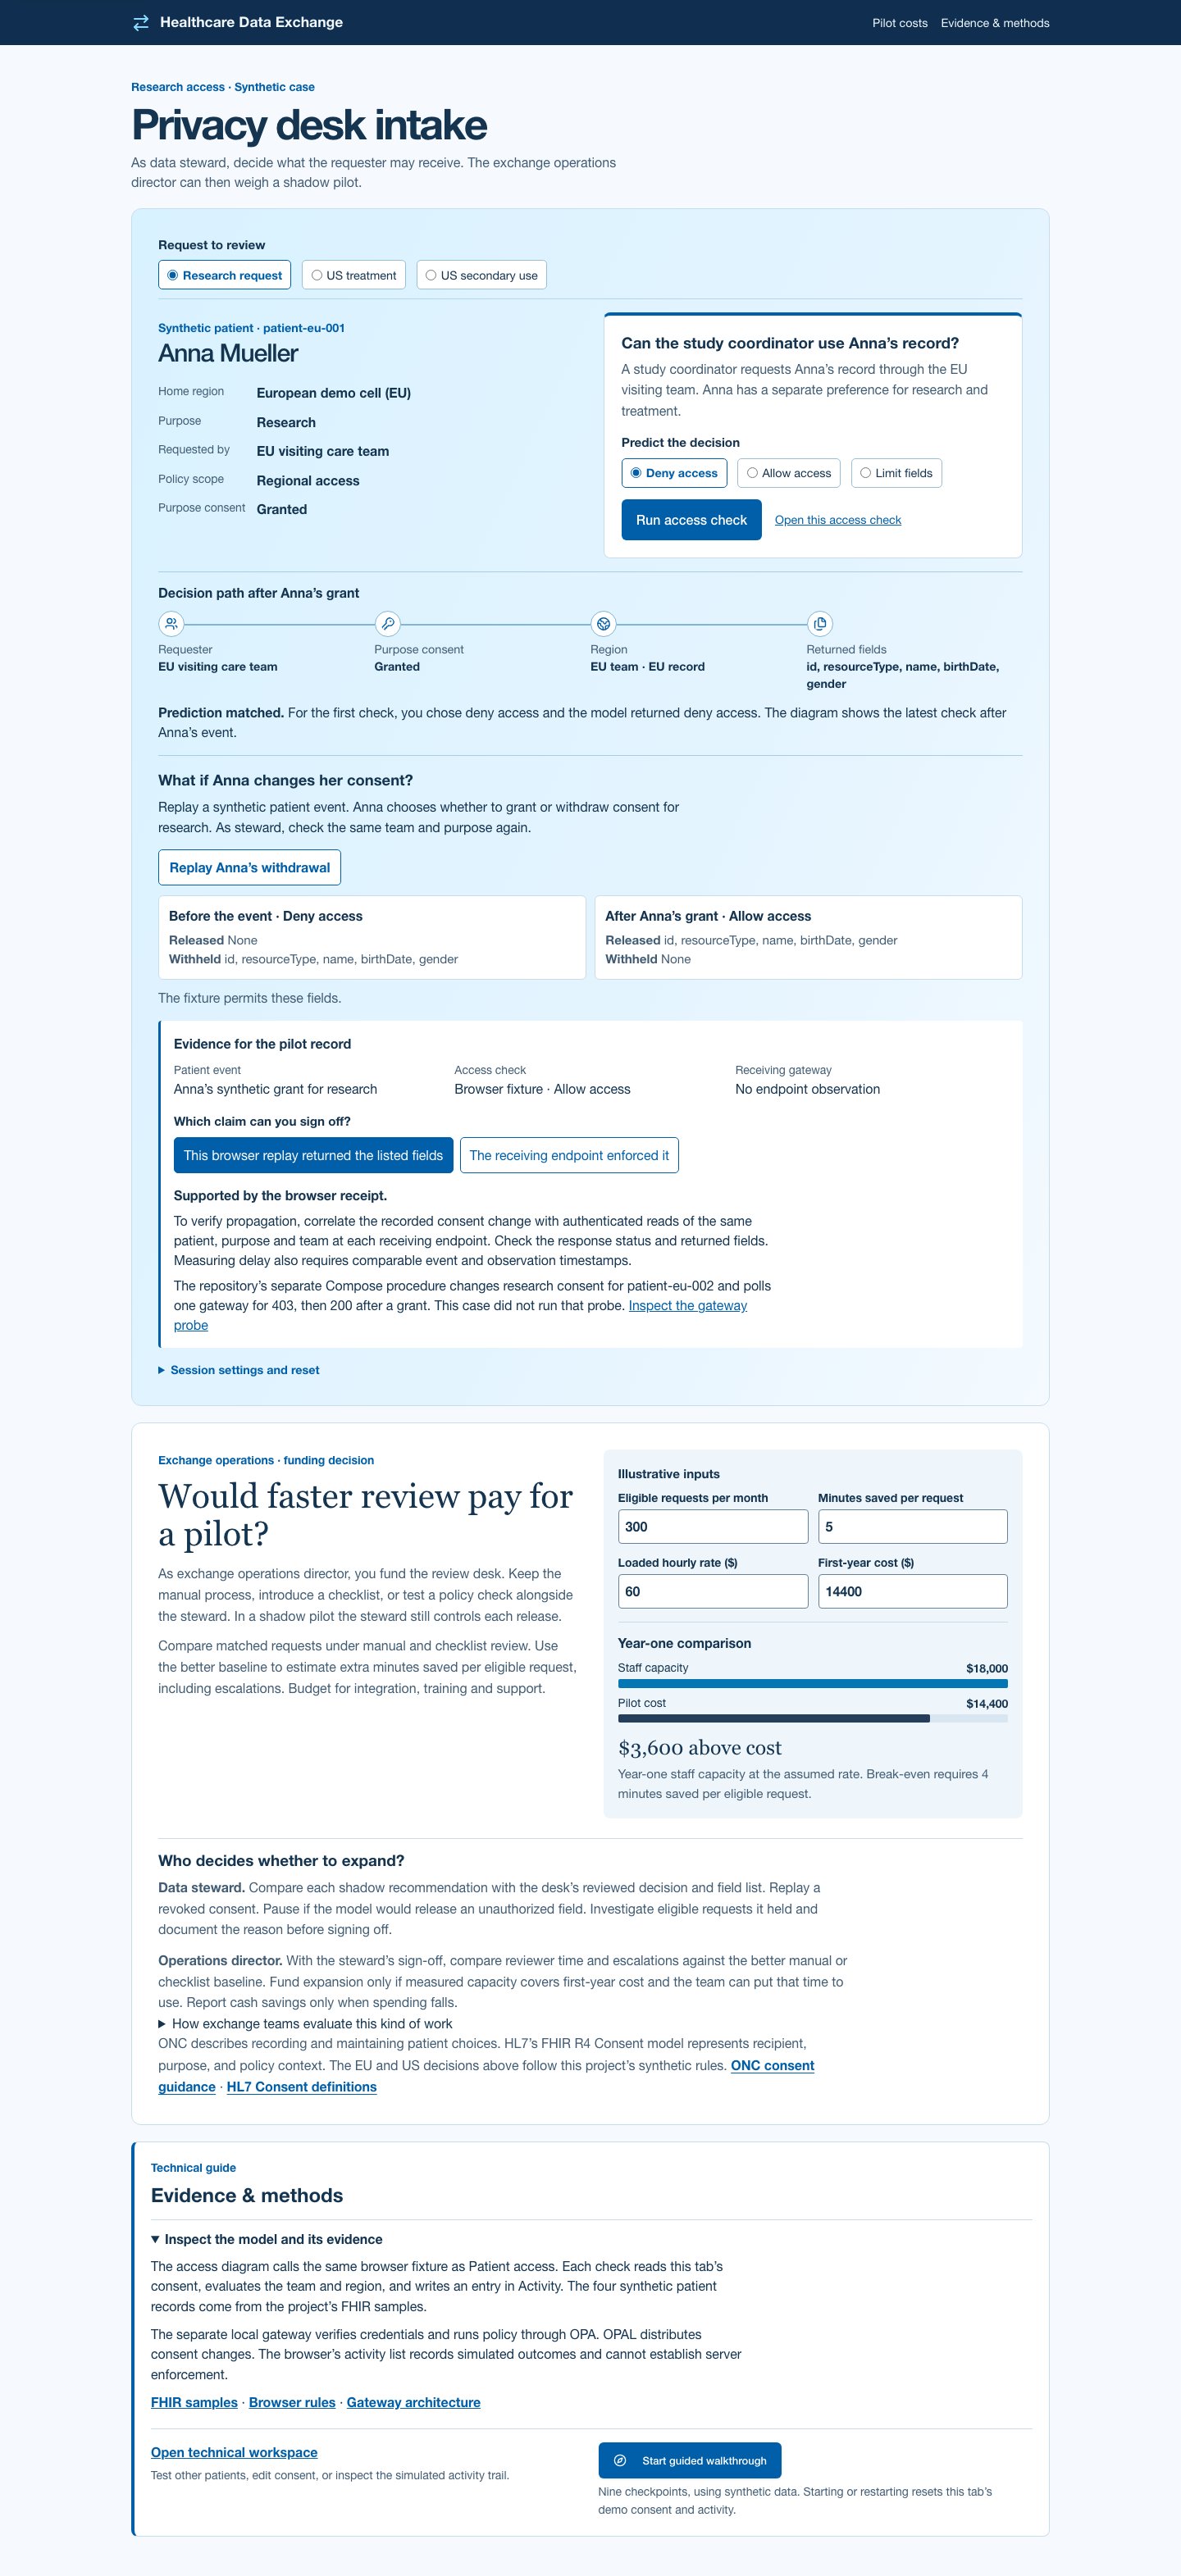 Healthcare Data Exchange
Pilot costs Evidence & methods
Research access · Synthetic case
Privacy desk intake
As data steward, decide what the requester may receive. The exchange operations
director can then weigh a shadow pilot.
Request to review
Research request US treatment US secondary use
Synthetic patient · patient-eu-001
Anna Mueller
Home region European demo cell (EU)
Purpose Research
Requested by EU visiting care team
Policy scope Regional access
Purpose consent Granted
Can the study coordinator use Anna’s record?
A study coordinator requests Anna’s record through the EU
visiting team. Anna has a separate preference for research and
treatment.
Predict the decision
Deny access Allow access Limit fields
Run access check Open this access check
Decision path after Anna’s grant
Requester
EU visiting care team
Purpose consent
Granted
Region
EU team · EU record
Returned fields
id, resourceType, name, birthDate,
gender
Prediction matched. For the first check, you chose deny access and the model returned deny access. The diagram shows the latest check after
Anna’s event.
What if Anna changes her consent?
Replay a synthetic patient event. Anna chooses whether to grant or withdraw consent for
research. As steward, check the same team and purpose again.
Replay Anna’s withdrawal
Before the event · Deny access
Released None
Withheld id, resourceType, name, birthDate, gender
After Anna’s grant · Allow access
Released id, resourceType, name, birthDate, gender
Withheld None
The fixture permits these fields.
Evidence for the pilot record
Patient event
Anna’s synthetic grant for research
Access check
Browser fixture · Allow access
Receiving gateway
No endpoint observation
Which claim can you sign off?
This browser replay returned the listed fields The receiving endpoint enforced it
Supported by the browser receipt.
To verify propagation, correlate the recorded consent change with authenticated reads of the same
patient, purpose and team at each receiving endpoint. Check the response status and returned fields.
Measuring delay also requires comparable event and observation timestamps.
The repository’s separate Compose procedure changes research consent for patient-eu-002 and polls
one gateway for 403, then 200 after a grant. This case did not run that probe. Inspect the gateway
probe
Session settings and reset
Exchange operations · funding decision
Would faster review pay for
a pilot?
As exchange operations director, you fund the review desk. Keep the
manual process, introduce a checklist, or test a policy check alongside
the steward. In a shadow pilot the steward still controls each release.
Compare matched requests under manual and checklist review. Use
the better baseline to estimate extra minutes saved per eligible request,
including escalations. Budget for integration, training and support.
Illustrative inputs
Eligible requests per month Minutes saved per request
300 5
Loaded hourly rate ($) First-year cost ($)
60 14400
Year-one comparison
Staff capacity $18,000
Pilot cost $14,400
$3,600 above cost
Year-one staff capacity at the assumed rate. Break-even requires 4
minutes saved per eligible request.
Who decides whether to expand?
Data steward. Compare each shadow recommendation with the desk’s reviewed decision and field list. Replay a
revoked consent. Pause if the model would release an unauthorized field. Investigate eligible requests it held and
document the reason before signing off.
Operations director. With the steward’s sign-off, compare reviewer time and escalations against the better manual or
checklist baseline. Fund expansion only if measured capacity covers first-year cost and the team can put that time to
use. Report cash savings only when spending falls.
How exchange teams evaluate this kind of work
ONC describes recording and maintaining patient choices. HL7’s FHIR R4 Consent model represents recipient,
purpose, and policy context. The EU and US decisions above follow this project’s synthetic rules. ONC consent
guidance · HL7 Consent definitions
Technical guide
Evidence & methods
Inspect the model and its evidence
The access diagram calls the same browser fixture as Patient access. Each check reads this tab’s
consent, evaluates the team and region, and writes an entry in Activity. The four synthetic patient
records come from the project’s FHIR samples.
The separate local gateway verifies credentials and runs policy through OPA. OPAL distributes
consent changes. The browser’s activity list records simulated outcomes and cannot establish server
enforcement.
FHIR samples · Browser rules · Gateway architecture
Open technical workspace
Test other patients, edit consent, or inspect the simulated activity trail.
Start guided walkthrough
Nine checkpoints, using synthetic data. Starting or restarting resets this tab’s
demo consent and activity.